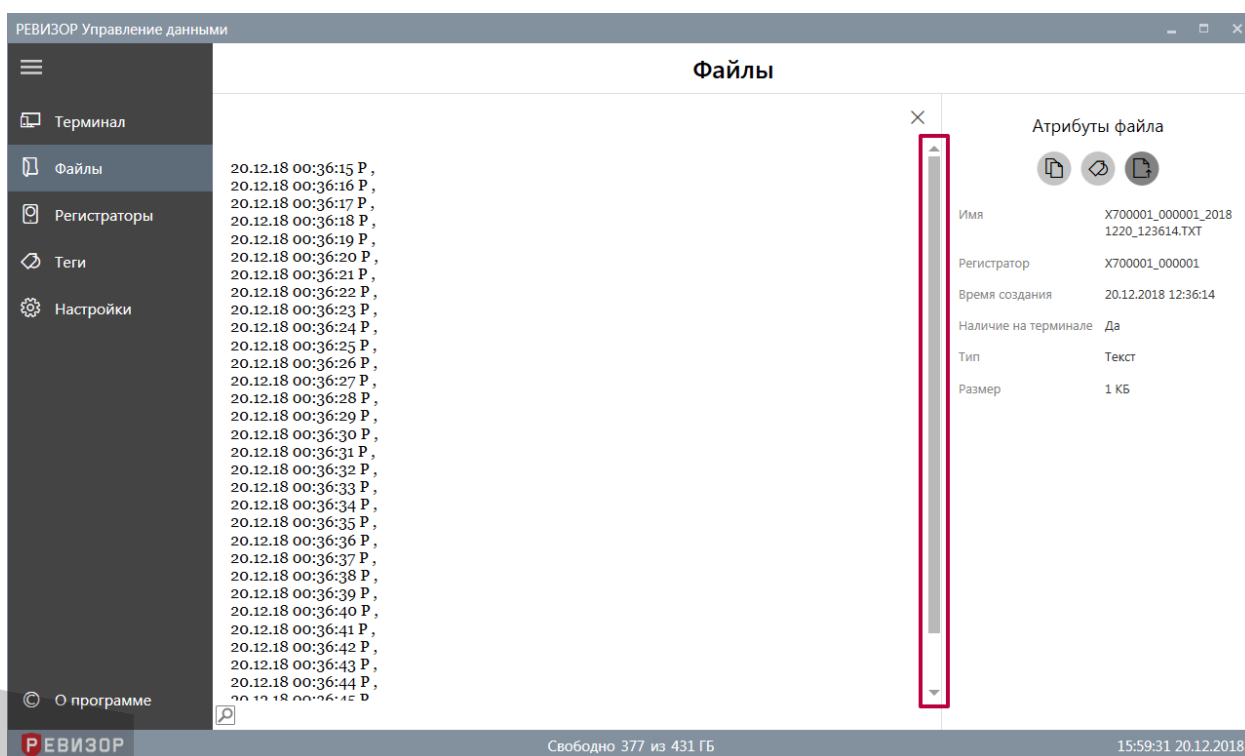 РЕВИЗОР Управление данными
Файлы
Терминал
Файлы
Регистраторы
Теги
Настройки
© О программе
20.12.18 00:36:15 P ,
20.12.18 00:36:16 P ,
20.12.18 00:36:17 P ,
20.12.18 00:36:18 P ,
20.12.18 00:36:19 P ,
20.12.18 00:36:20 P ,
20.12.18 00:36:21 P ,
20.12.18 00:36:22 P ,
20.12.18 00:36:23 P ,
20.12.18 00:36:24 P ,
20.12.18 00:36:25 P ,
20.12.18 00:36:26 P ,
20.12.18 00:36:27 P ,
20.12.18 00:36:28 P ,
20.12.18 00:36:29 P ,
20.12.18 00:36:30 P ,
20.12.18 00:36:31 P ,
20.12.18 00:36:32 P ,
20.12.18 00:36:33 P ,
20.12.18 00:36:34 P ,
20.12.18 00:36:35 P ,
20.12.18 00:36:36 P ,
20.12.18 00:36:37 P ,
20.12.18 00:36:38 P ,
20.12.18 00:36:39 P ,
20.12.18 00:36:40 P ,
20.12.18 00:36:41 P ,
20.12.18 00:36:42 P ,
20.12.18 00:36:43 P ,
20.12.18 00:36:44 P ,
20.12.18 00:36:45 P
Атрибуты файла
Имя X700001_000001_2018
1220_123614.TXT
Регистратор X700001_000001
Время создания 20.12.2018 12:36:14
Наличие на терминале Да
Тип Текст
Размер 1 КБ
РЕВИЗОР
Свободно 377 из 431 ГБ
15:59:31 20.12.2018